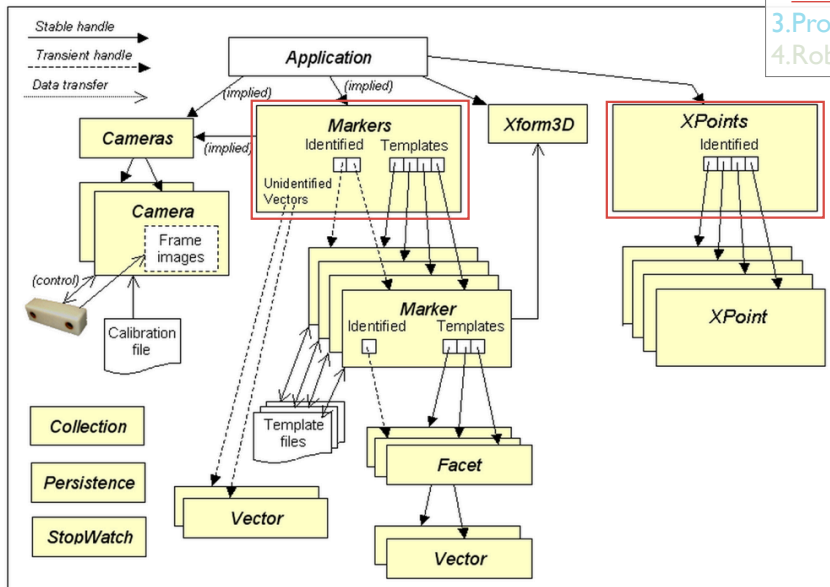 Stable handle
Transient handle
Data transfer
3.Pro
4.Rob
Application
(implied)
(implied)
Cameras
(implied)
Markers
Identified
Templates
Unidentified
Vectors
Xform3D
XPoints
Identified
Camera
Frame
images
(control)
Calibration
file
Marker
Identified
Templates
XPoint
Template
files
Collection
Persistence
StopWatch
Facet
Vector
Vector